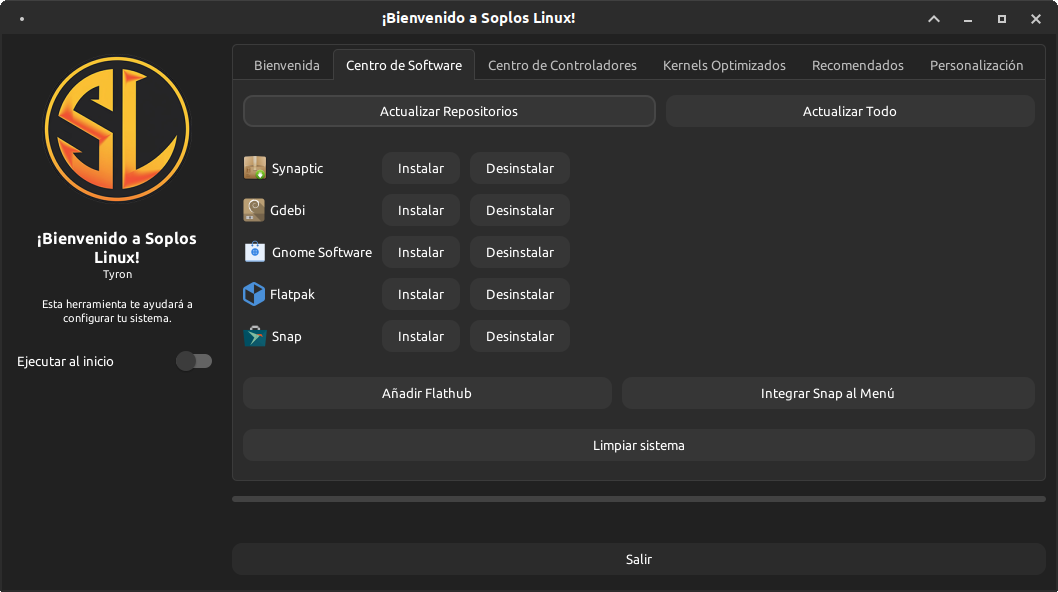 ¡Bienvenido a Soplos Linux!
SL
¡Bienvenido a Soplos
Linux!
Tyron
Esta herramienta te ayudará a
configurar tu sistema.
Ejecutar al inicio
Bienvenida Centro de Software Centro de Controladores Kernels Optimizados Recomendados Personalización
Actualizar Repositorios Actualizar Todo
Synaptic Instalar Desinstalar
Gdebi Instalar Desinstalar
Gnome Software Instalar Desinstalar
Flatpak Instalar Desinstalar
Snap Instalar Desinstalar
Añadir Flathub Integrar Snap al Menú
Limpiar sistema
Salir